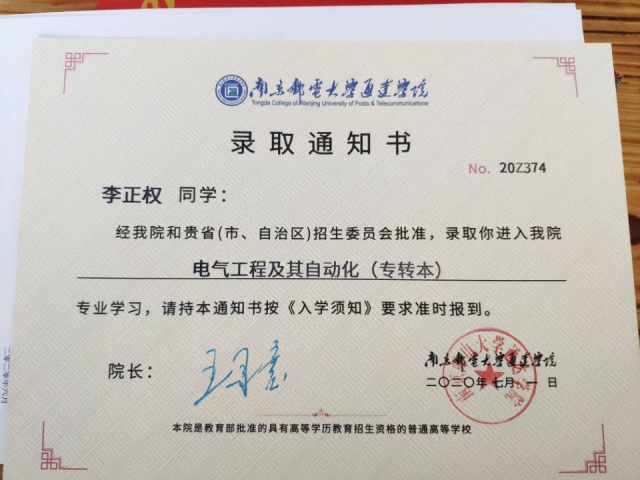 南京邮电大学通达学院
Tongda College of Nanjing University of Posts & Telecommunications
录取通知书
No. 20Z374
李正权 同学：
经我院和贵省(市、自治区)招生委员会批准，录取你进入我院
电气工程及其自动化（专转本）
专业学习，请持本通知书按《入学须知》要求准时报到。
院长：
南京邮电大学通达学院
二〇二〇年七月一日
本院是教育部批准的具有高等学历教育招生资格的普通高等学校